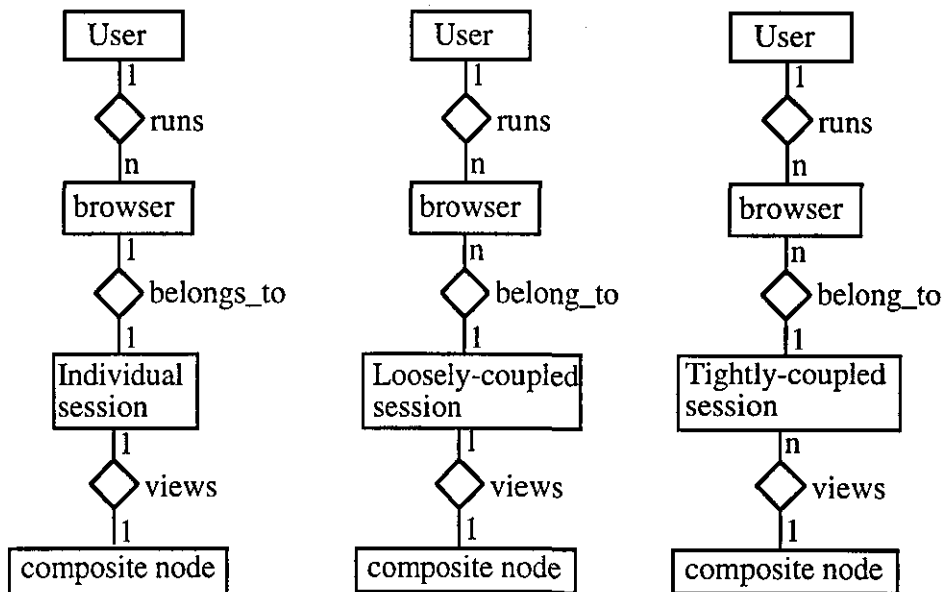 User
1
runs
n
browser
1
belongs_to
1
Individual
session
1
views
1
composite node
User
1
runs
n
browser
n
belong_to
1
Loosely-coupled
session
1
views
1
composite node
User
1
runs
n
browser
n
belong_to
1
Tightly-coupled
session
n
views
1
composite node